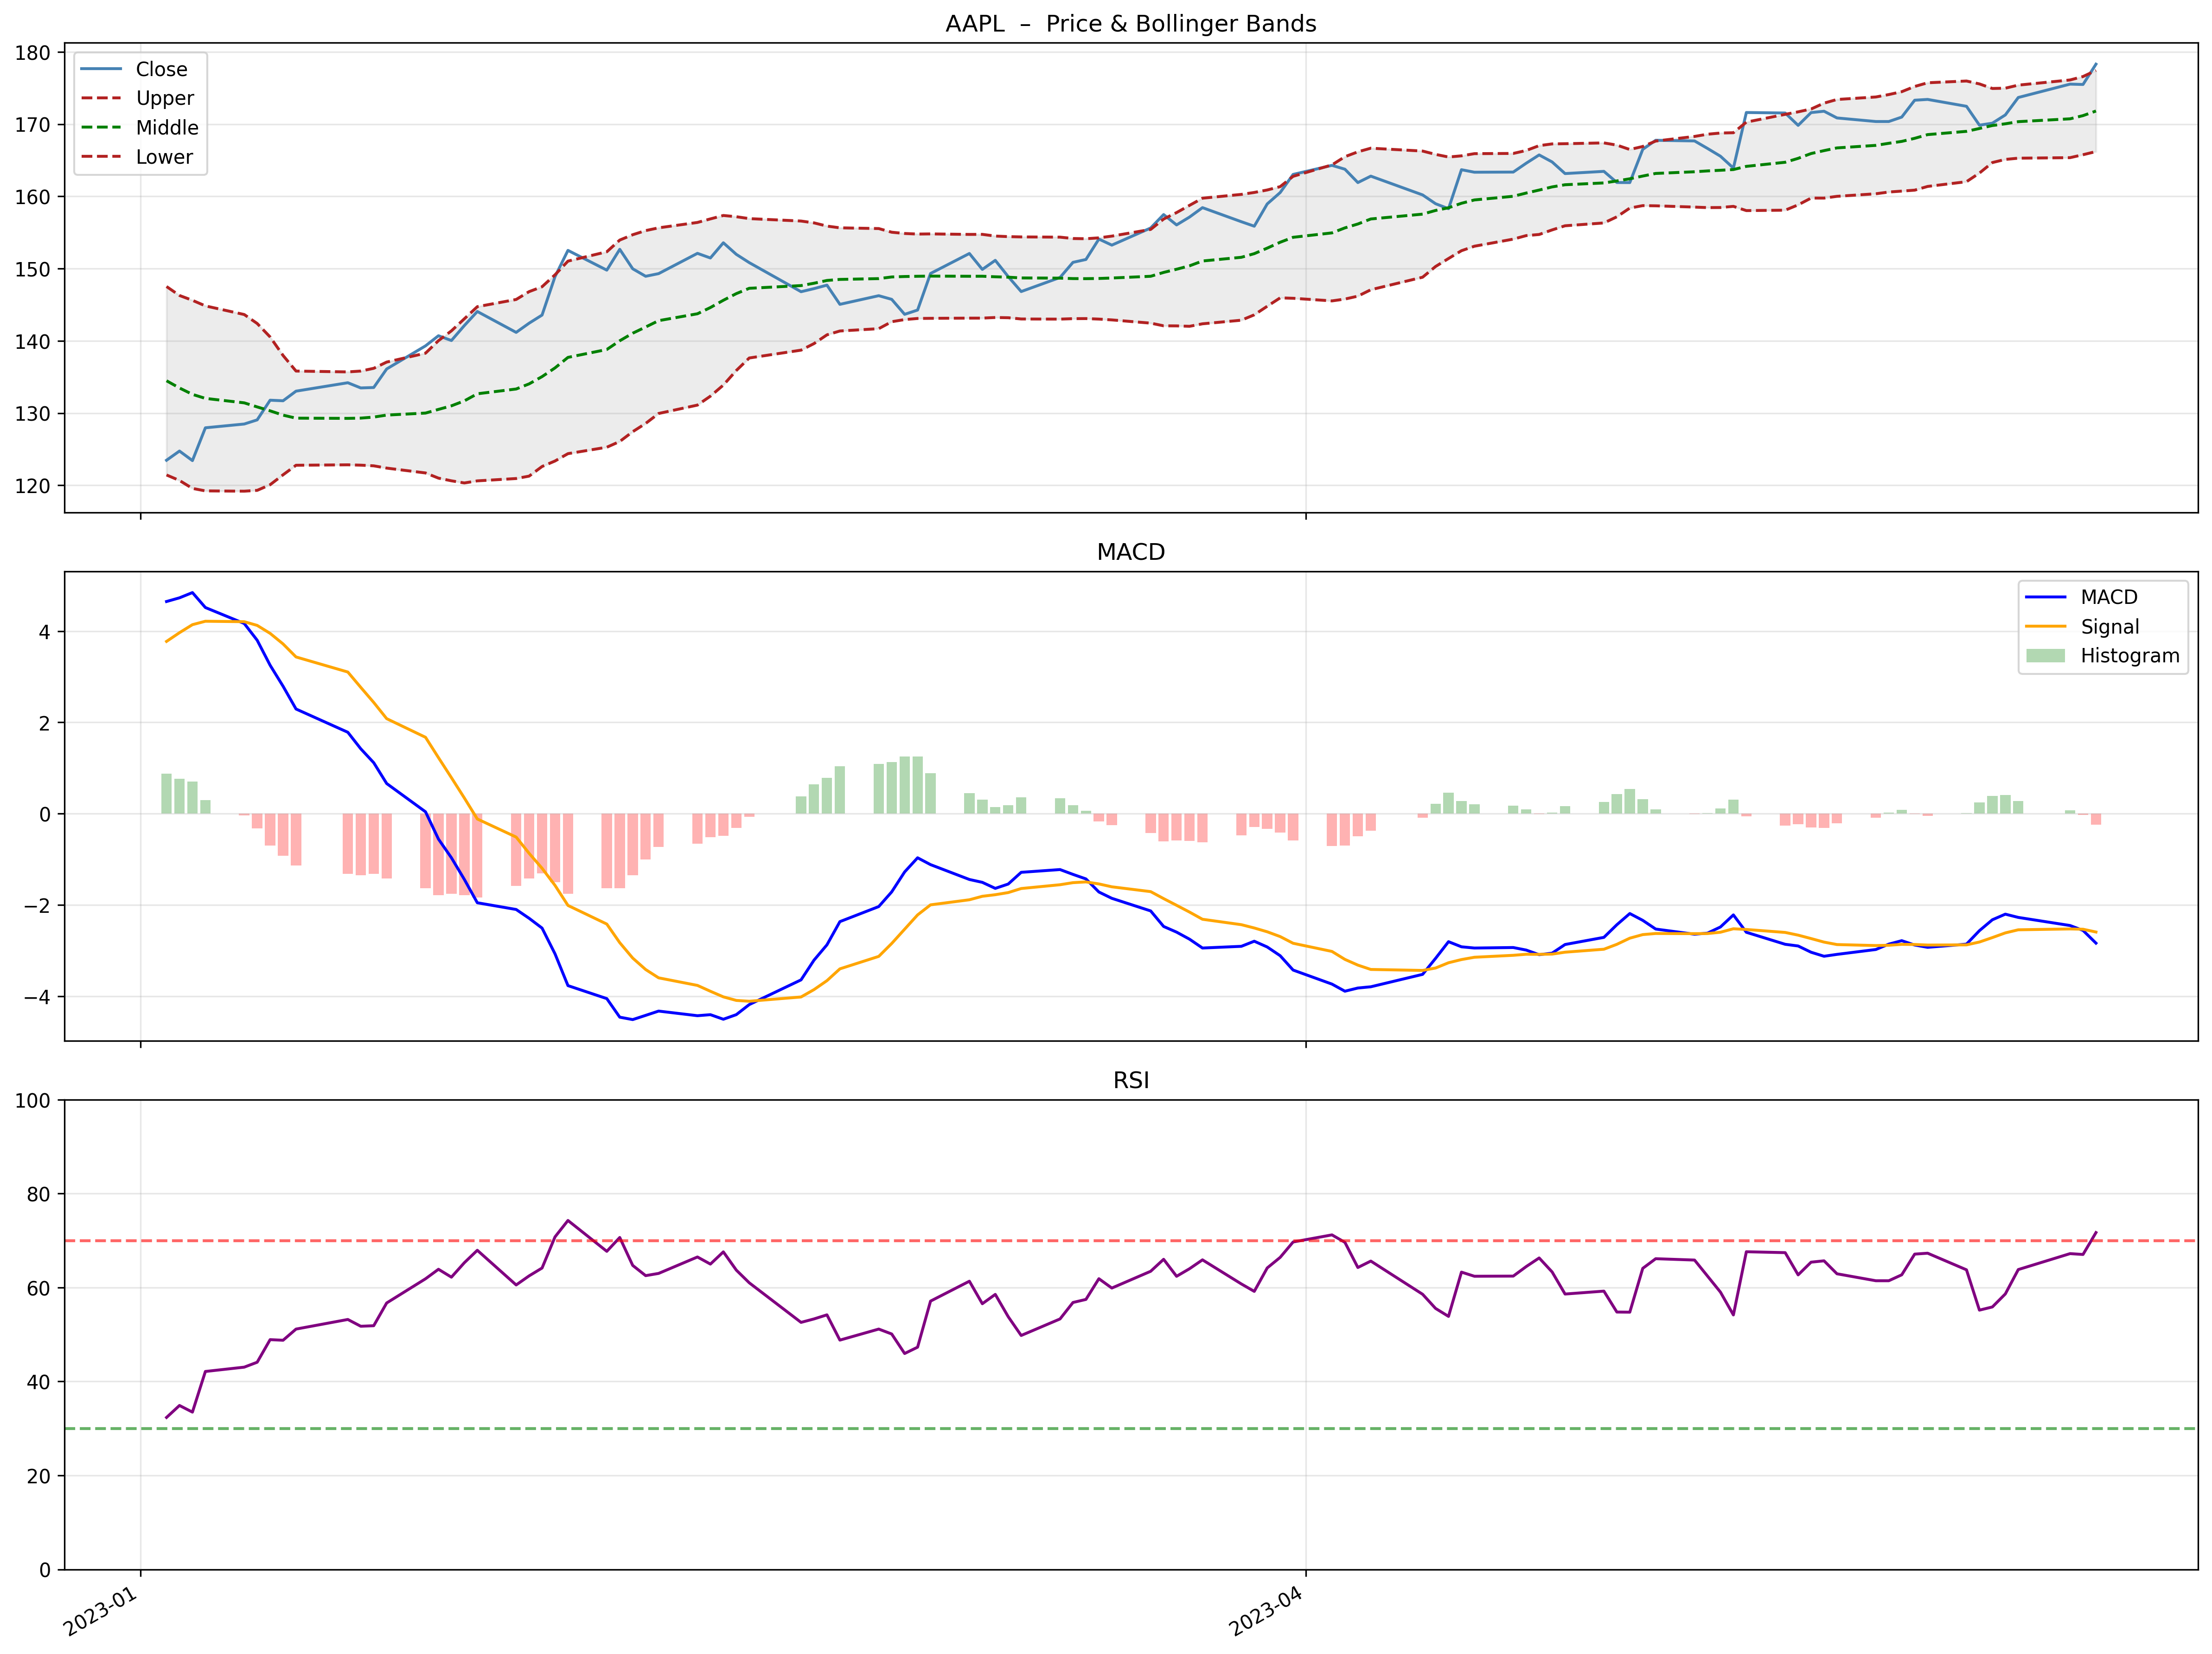 AAPL  –  Price & Bollinger Bands
180
170
160
150
140
130
120
Close
Upper
Middle
Lower
MACD
4
2
0
−2
−4
MACD
Signal
Histogram
RSI
100
80
60
40
20
0
2023-01
2023-04